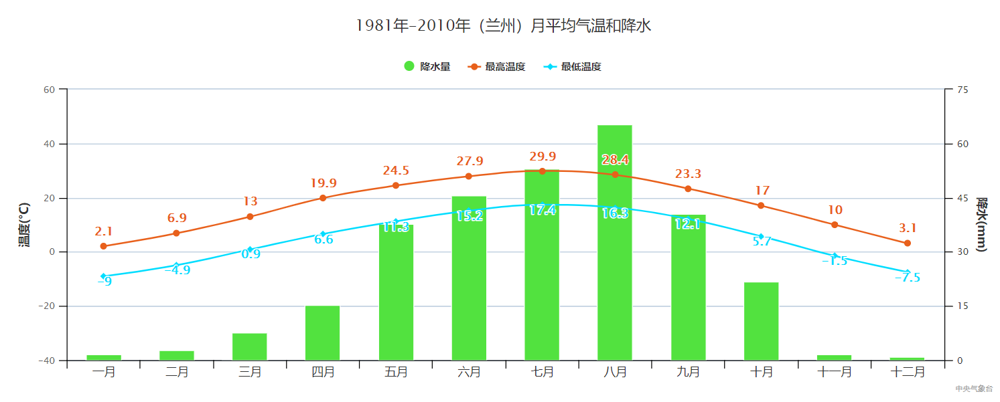 1981年-2010年（兰州）月平均气温和降水
降水量 最高温度 最低温度
温度(°C)
60
40
20
0
-20
-40
2.1 6.9 13 19.9 24.5 27.9 29.9 28.4 23.3 17 10 3.1
-9 -4.9 0.9 6.6 11.3 15.2 17.4 16.3 12.1 5.7 -1.5 -7.5
75
60
45
30
15
0
降水(mm)
一月 二月 三月 四月 五月 六月 七月 八月 九月 十月 十一月 十二月
中央气象台